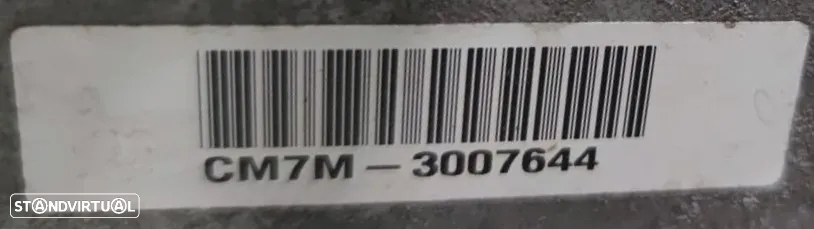 CM7M – 3007644
STANDVIRTUAL